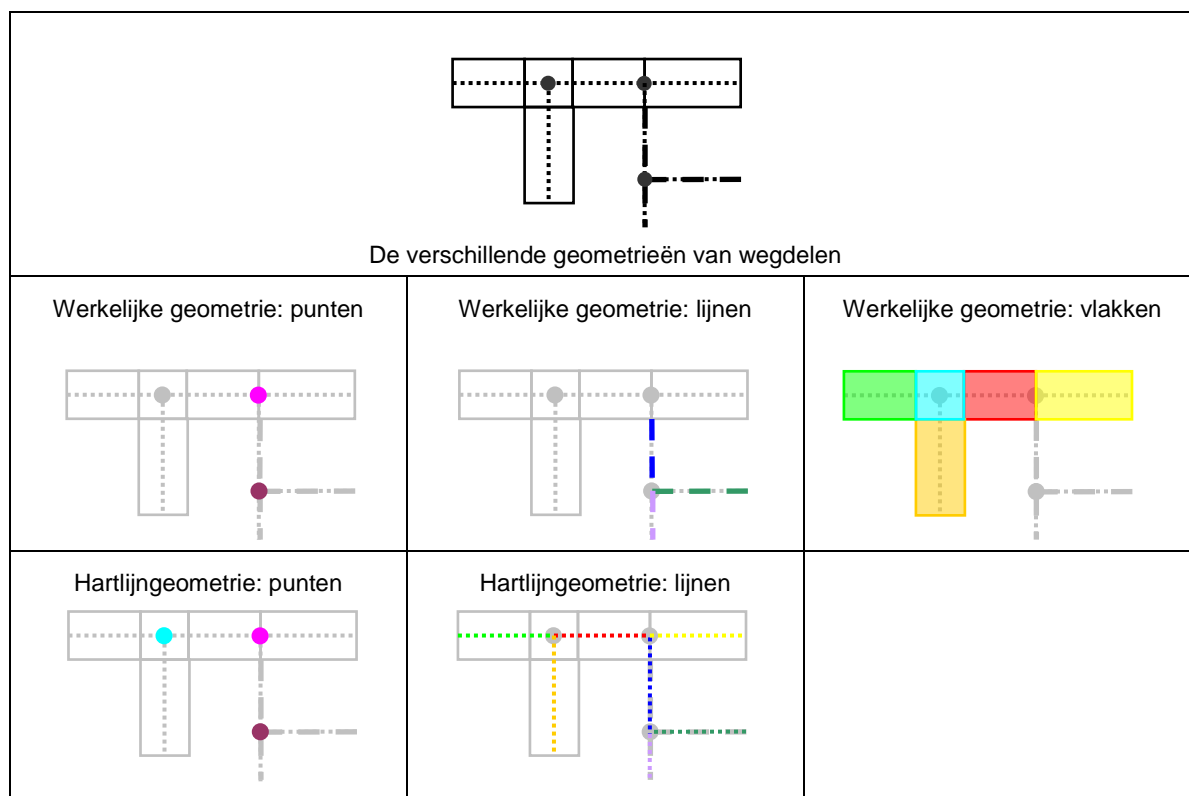 De verschillende geometrieën van wegdelen
Werkelijke geometrie: punten
Werkelijke geometrie: lijnen
Werkelijke geometrie: vlakken
Hartlijngeometrie: punten
Hartlijngeometrie: lijnen